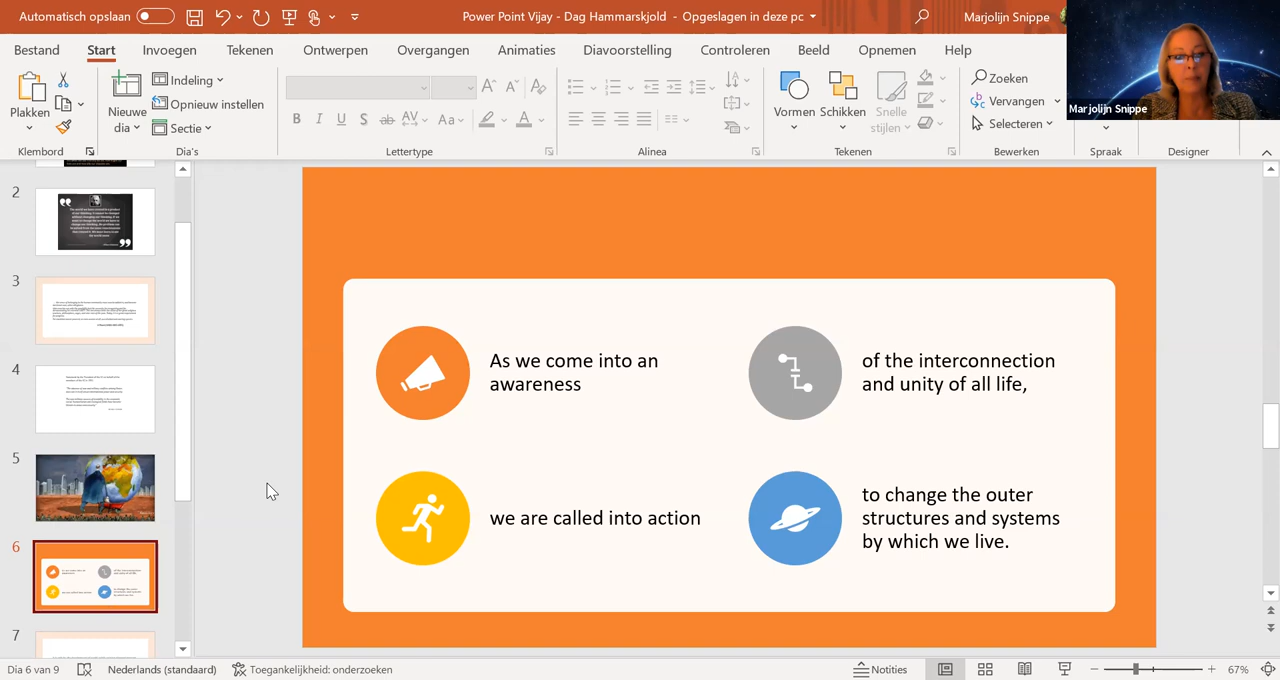 Automatisch opslaan
Power Point Vijay - Dag Hammarskjold - Opgeslagen in deze pc
Marjolijn Snippe
Bestand Start Invoegen Tekenen Ontwerpen Overgangen Animaties Diavoorstelling Controleren Beeld Opnemen Help
Plakken
Nieuwe
dia
Indeling
Opnieuw instellen
Sectie
Vormen
Schikken
Snelle
stijlen
Zoeken
Vervangen
Selecteren
Marjolijn Snippe
Klembord Dia's Lettertype Alinea Tekenen Bewerken Spraak Designer
2
3
4
5
6
7
As we come into an
awareness
of the interconnection
and unity of all life,
we are called into action
to change the outer
structures and systems
by which we live.
Dia 6 van 9 Nederlands (standaard) Toegankelijkheid: onderzoeken Notities 67%